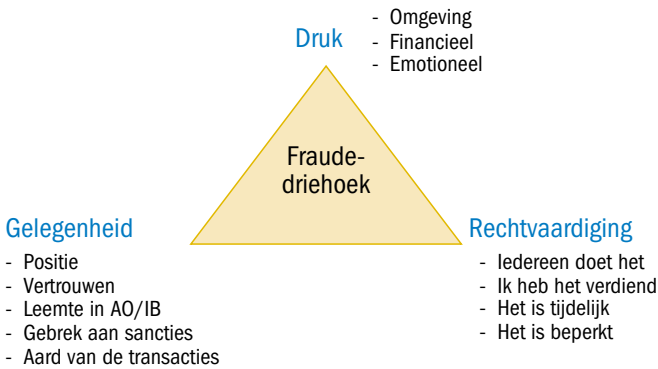 Druk
- Omgeving
- Financieel
- Emotioneel
Fraude-
driehoek
Gelegenheid
- Positie
- Vertrouwen
- Leemte in AO/IB
- Gebrek aan sancties
- Aard van de transacties
Rechtvaardiging
- Iedereen doet het
- Ik heb het verdiend
- Het is tijdelijk
- Het is beperkt